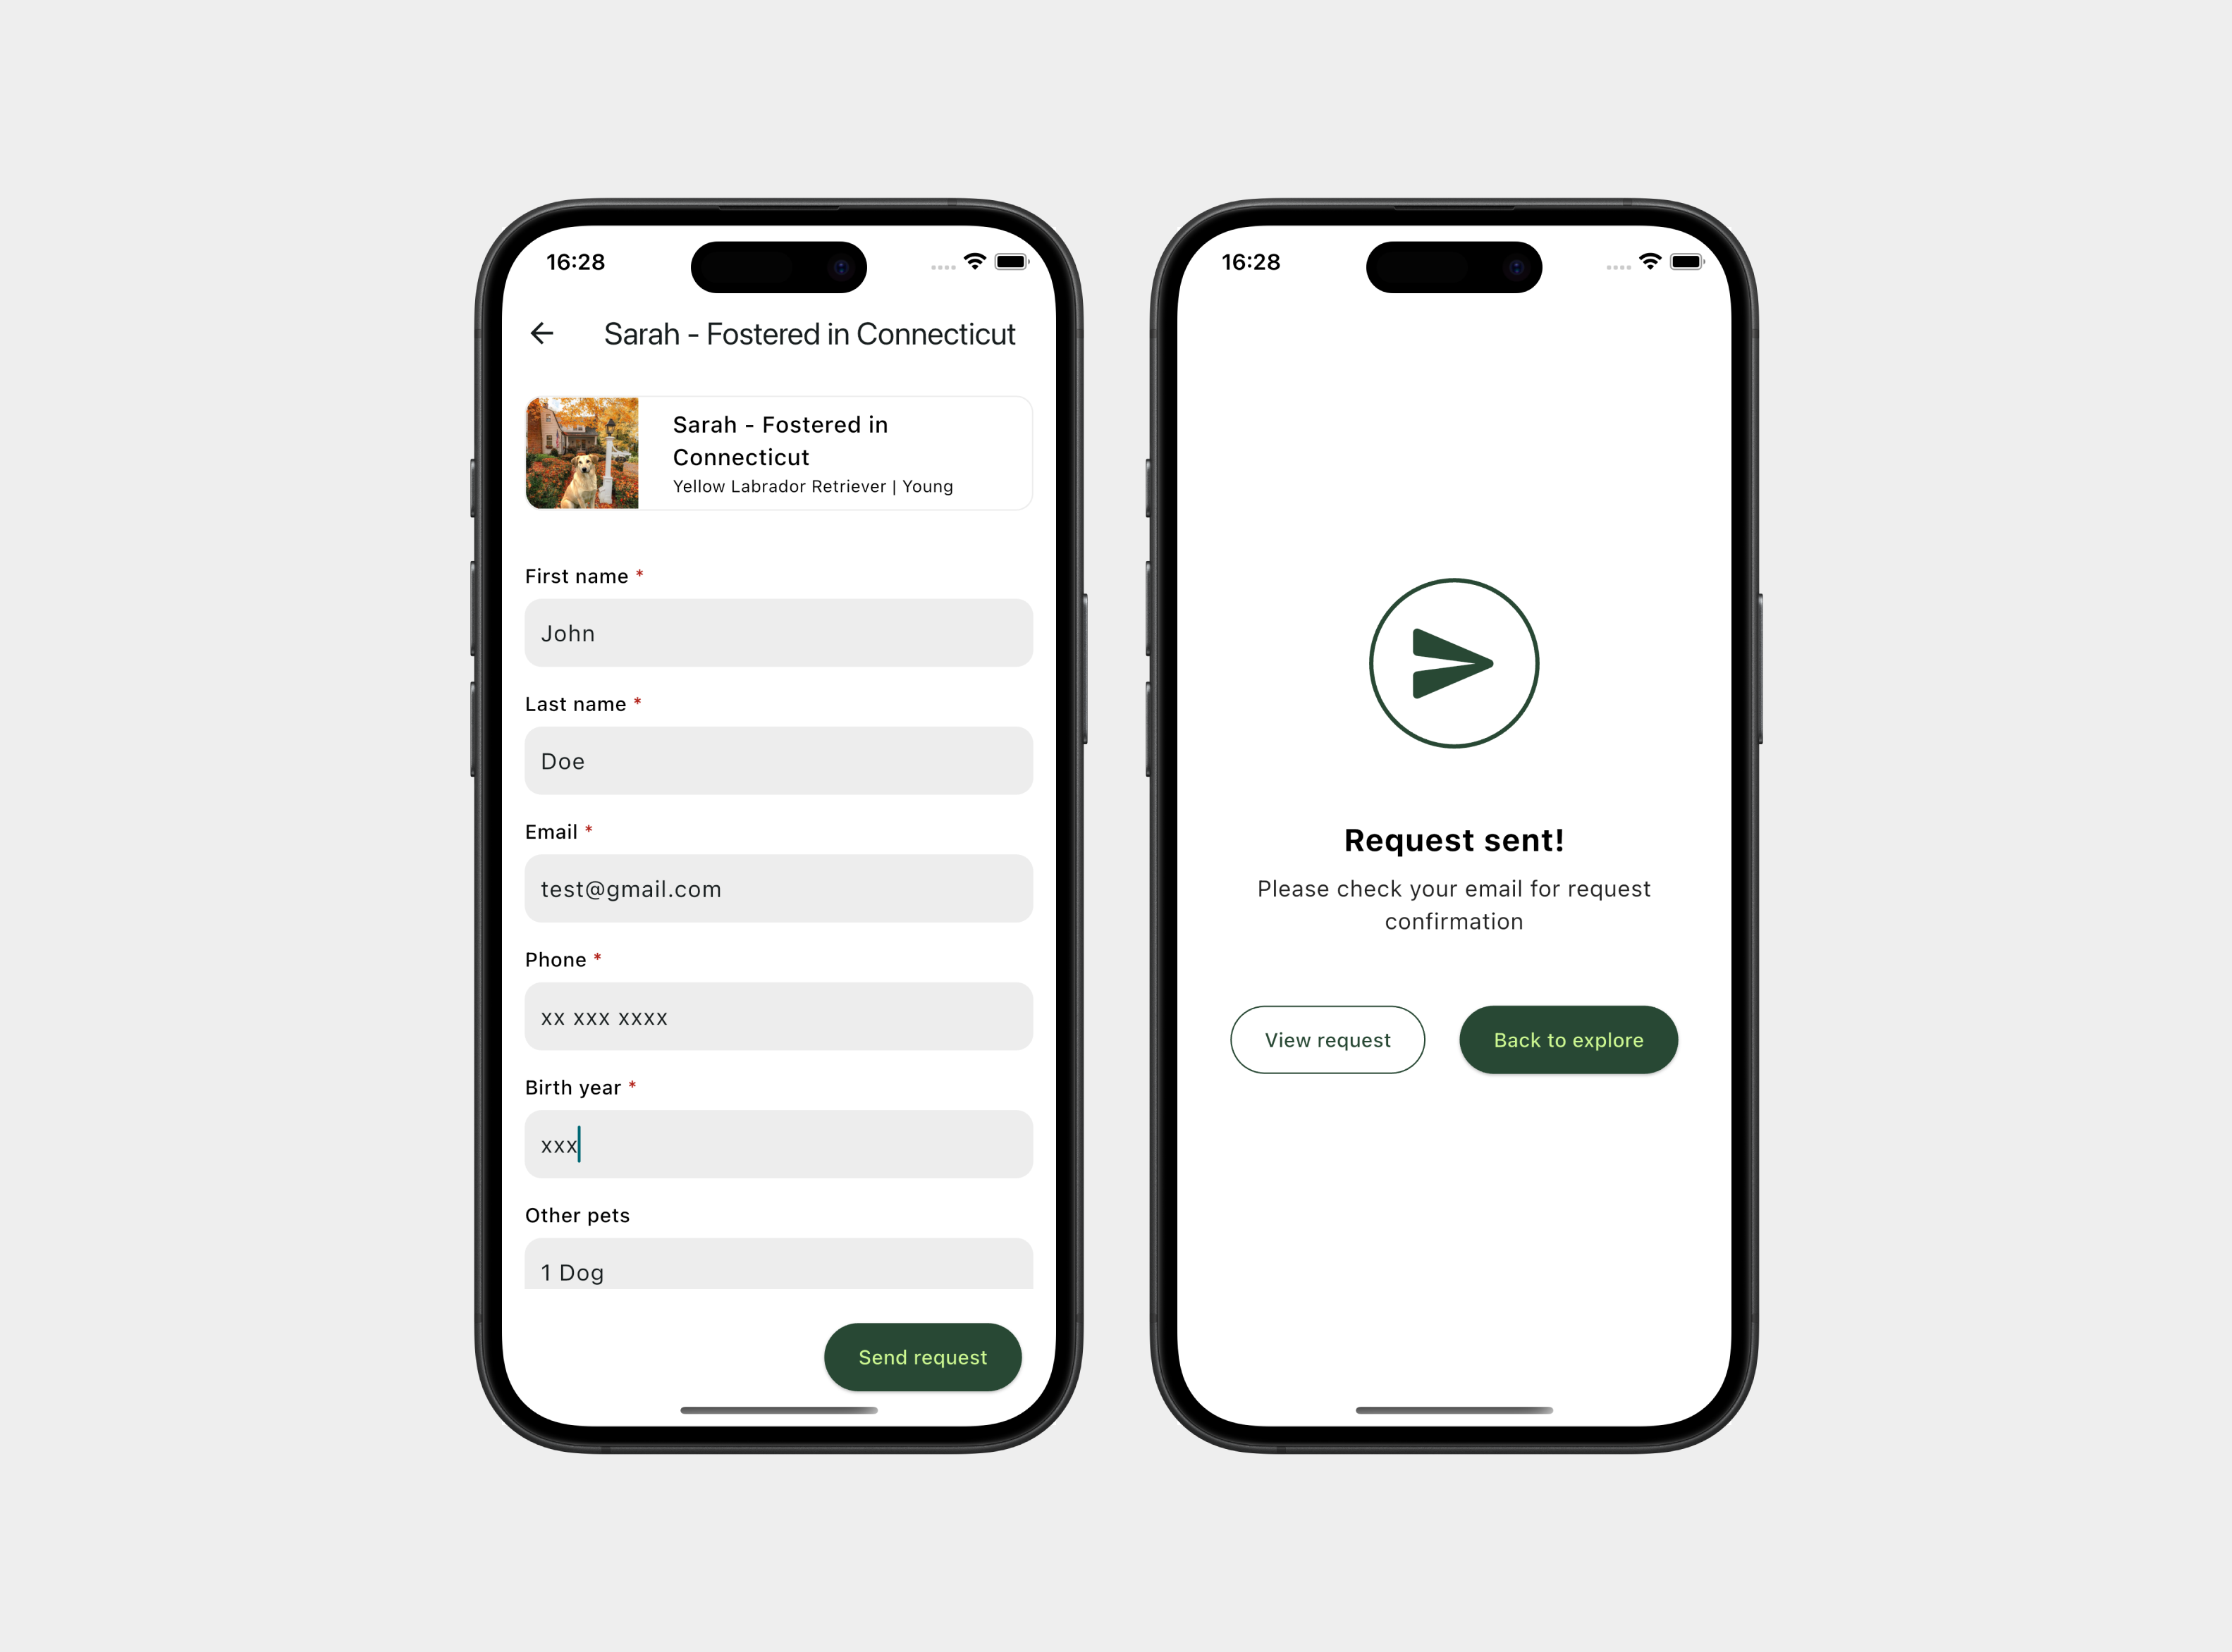 16:28
Sarah - Fostered in Connecticut
Sarah - Fostered in
Connecticut
Yellow Labrador Retriever | Young
First name *
John
Last name *
Doe
Email *
test@gmail.com
Phone *
xx xxx xxxx
Birth year *
xxx
Other pets
1 Dog
Send request
16:28
Request sent!
Please check your email for request
confirmation
View request
Back to explore